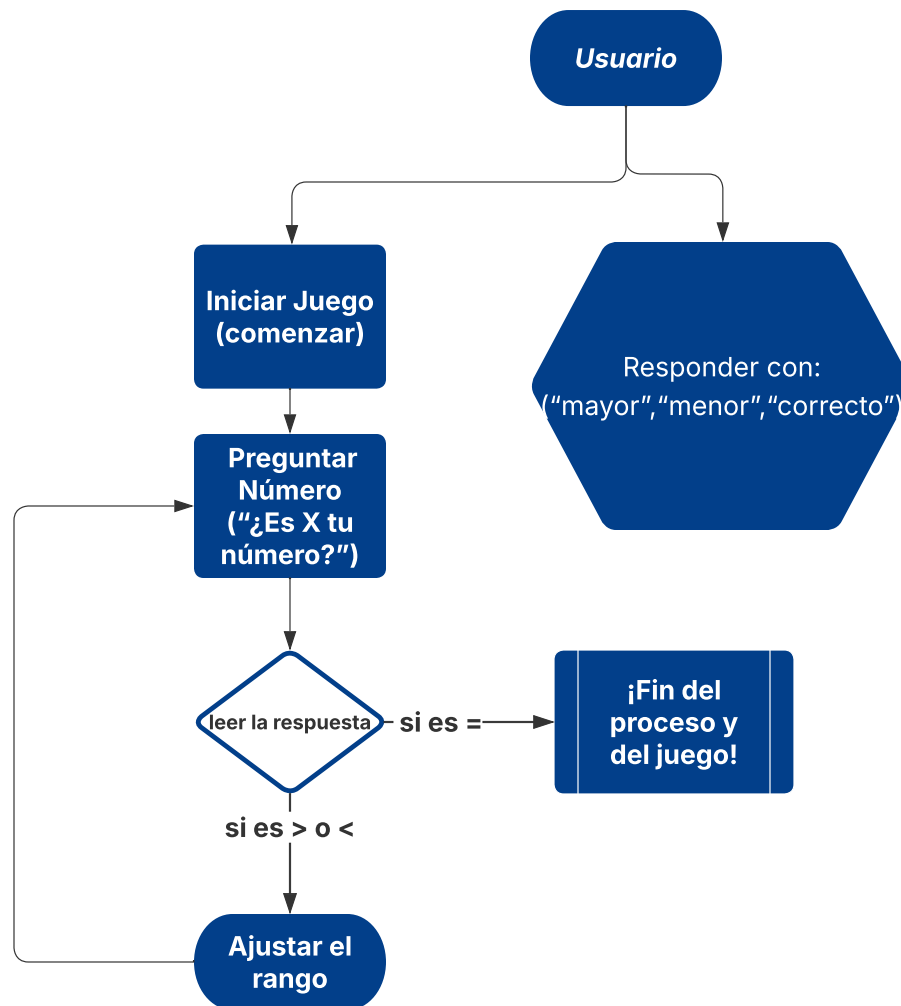 Usuario
Iniciar Juego
(comenzar)
Responder con:
(“mayor”,“menor”,“correcto”)
Preguntar
Número
(“¿Es X tu
número?”)
leer la respuesta
si es =
¡Fin del
proceso y
del juego!
si es > o <
Ajustar el
rango